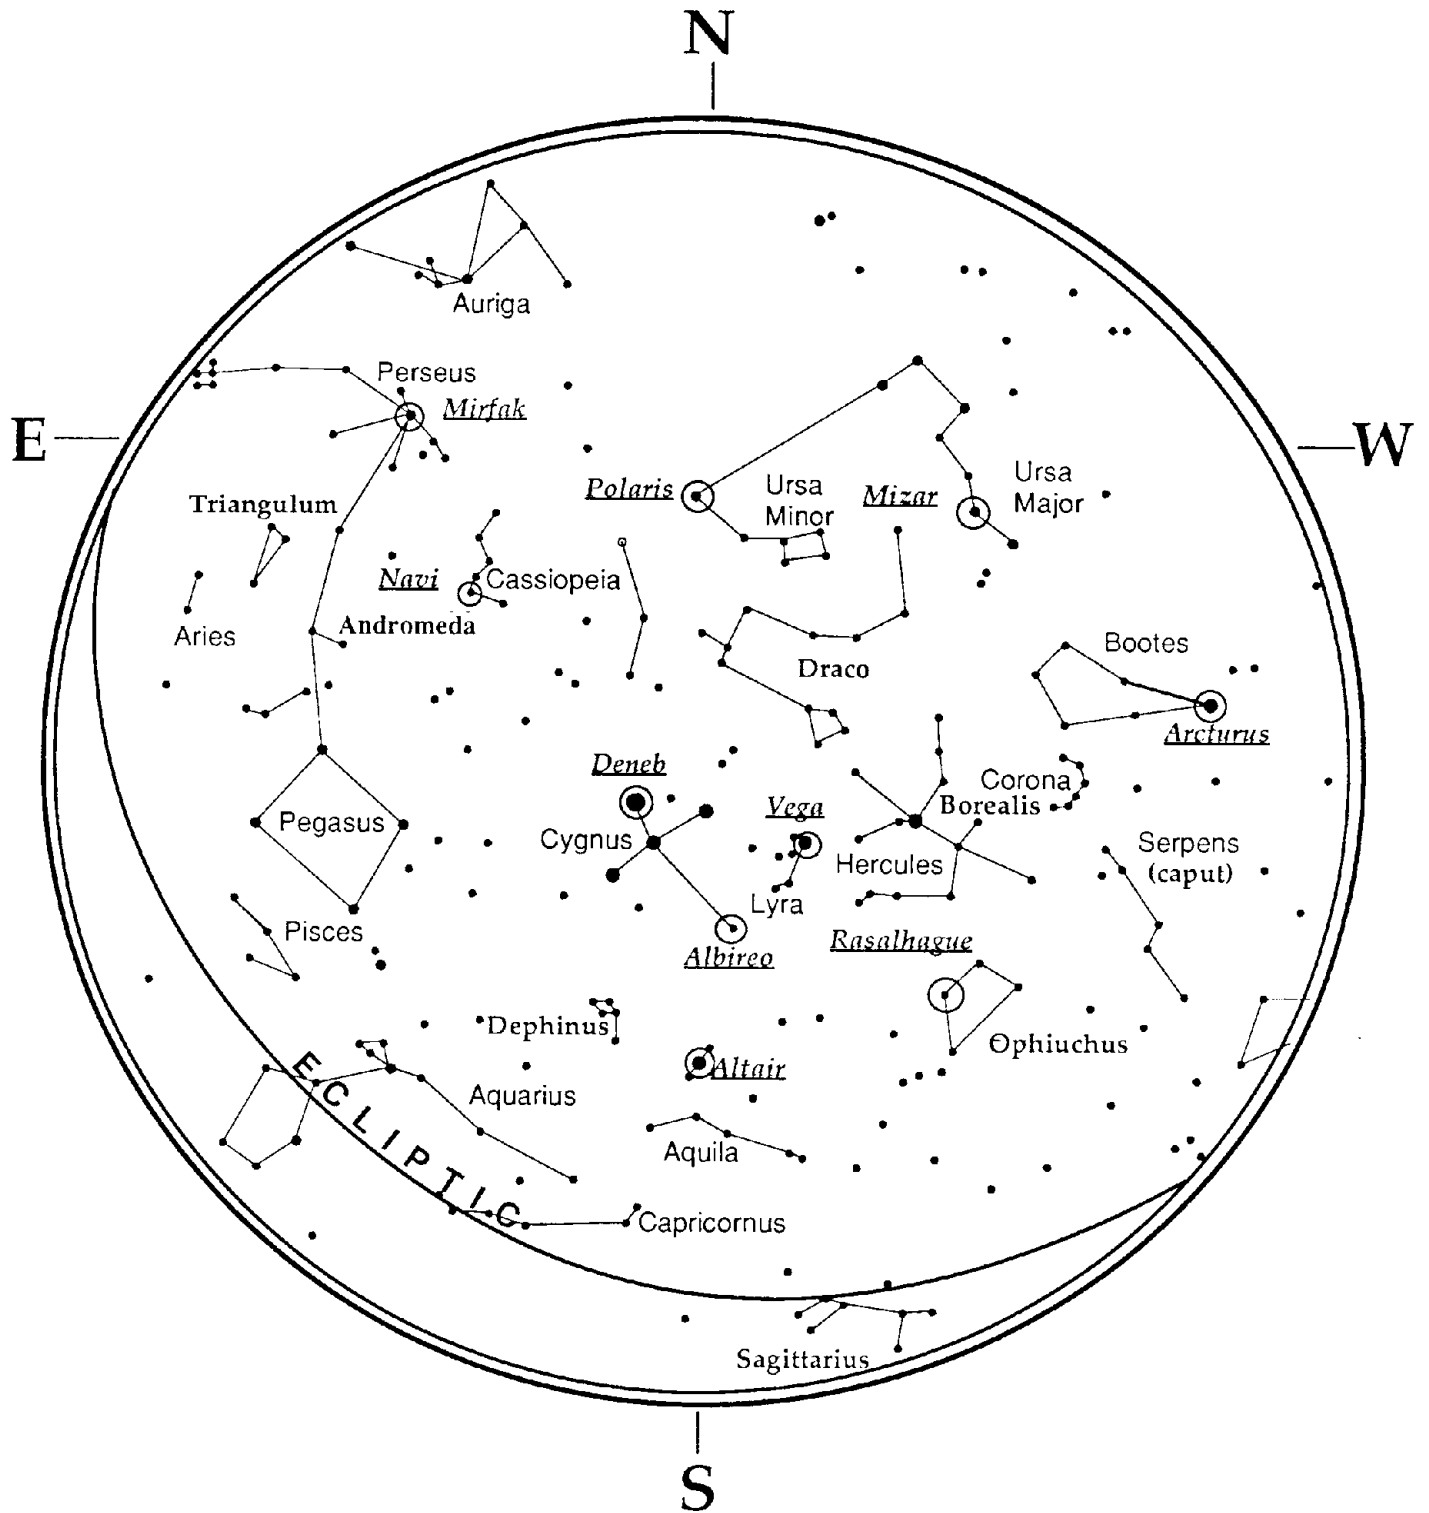 N
Auriga
Perseus
Mirfak
E
W
Triangulum
Polaris
Ursa
Minor
Mizar
Ursa
Major
Navi
Cassiopeia
Andromeda
Aries
Draco
Bootes
Arcturus
Deneb
Vega
Corona
Borealis
Pegasus
Cygnus
Hercules
Serpens
(caput)
Lyra
Pisces
Albireo
Rasalhague
Dephinus
Ophiuchus
Altair
Aquarius
ECLIPTIC
Aquila
Capricornus
Sagittarius
S